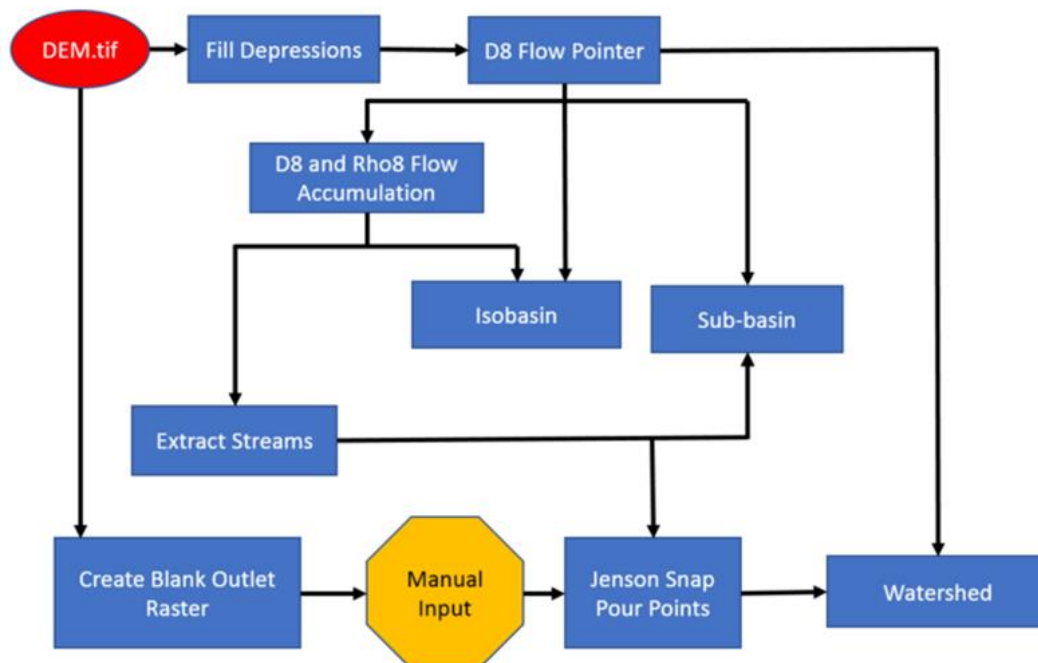 DEM.tif
Fill Depressions
D8 Flow Pointer
D8 and Rho8 Flow
Accumulation
Isobasin
Sub-basin
Extract Streams
Create Blank Outlet
Raster
Manual
Input
Jenson Snap
Pour Points
Watershed